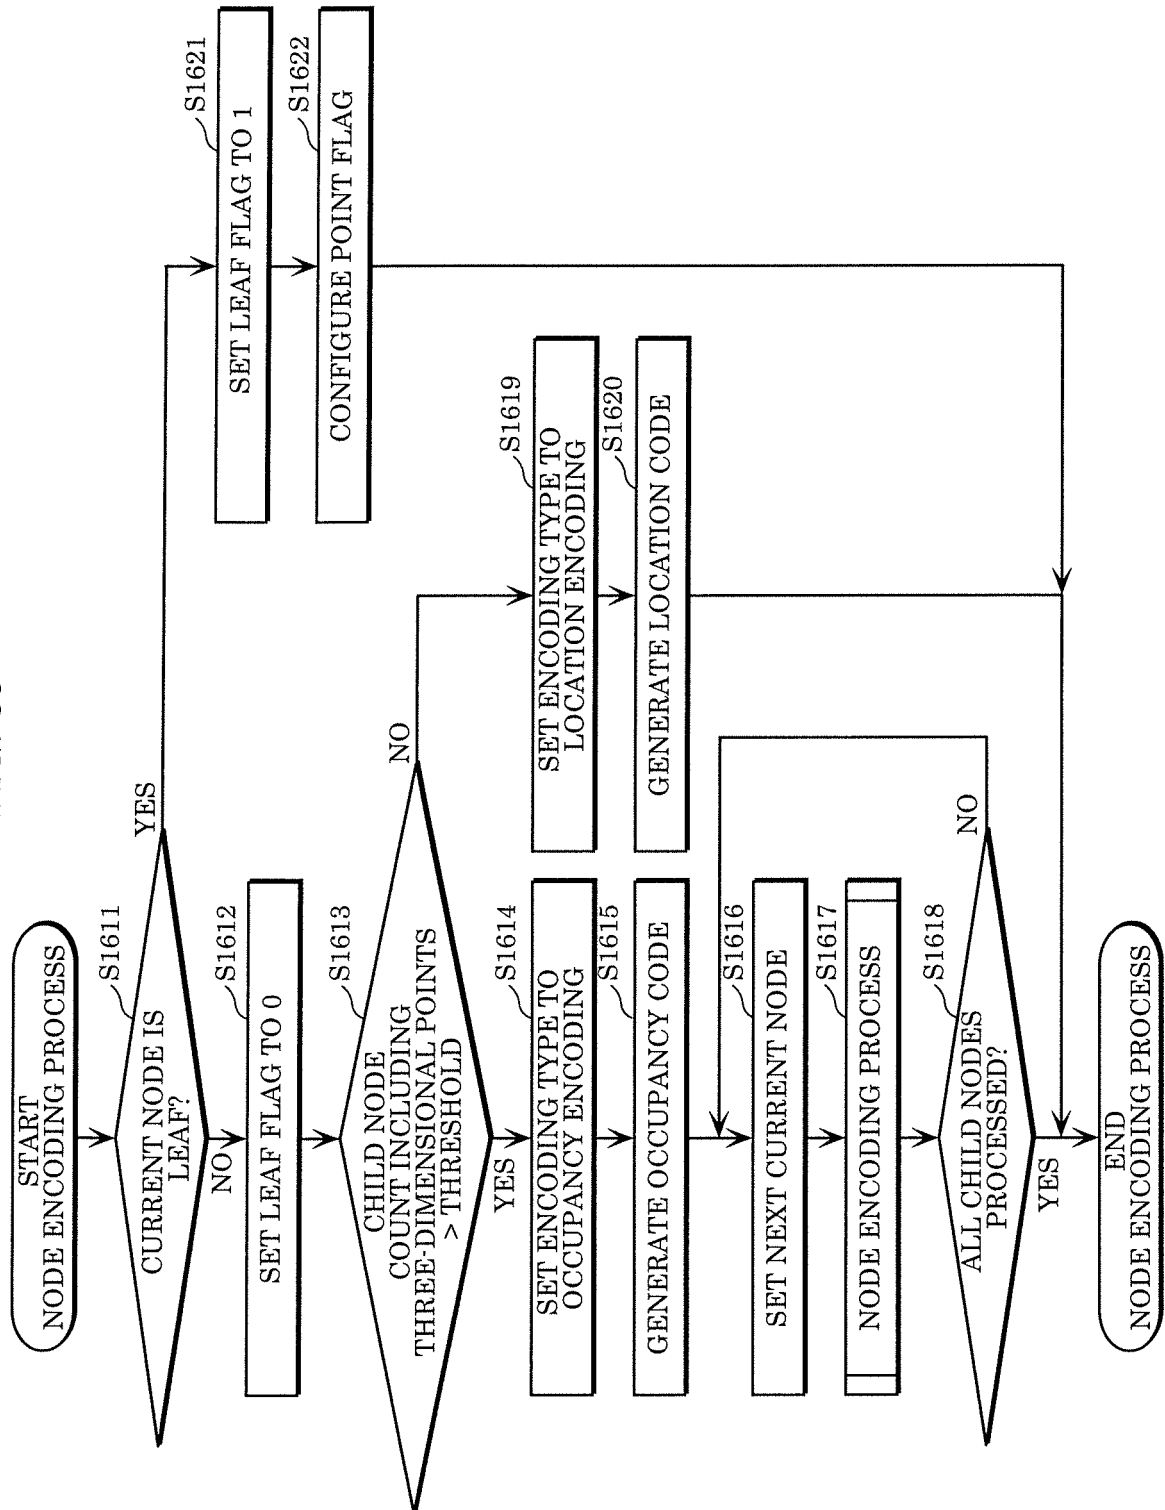 START
NODE ENCODING PROCESS
S1611
CURRENT NODE IS
LEAF?
YES
NO
S1612
SET LEAF FLAG TO 0
S1613
CHILD NODE
COUNT INCLUDING
THREE-DIMENSIONAL POINTS
> THRESHOLD
NO
YES
S1614
SET ENCODING TYPE TO
OCCUPANCY ENCODING
S1615
GENERATE OCCUPANCY CODE
S1616
SET NEXT CURRENT NODE
S1617
NODE ENCODING PROCESS
S1618
ALL CHILD NODES
PROCESSED?
NO
YES
S1619
SET ENCODING TYPE TO
LOCATION ENCODING
S1620
GENERATE LOCATION CODE
S1621
SET LEAF FLAG TO 1
S1622
CONFIGURE POINT FLAG
END
NODE ENCODING PROCESS